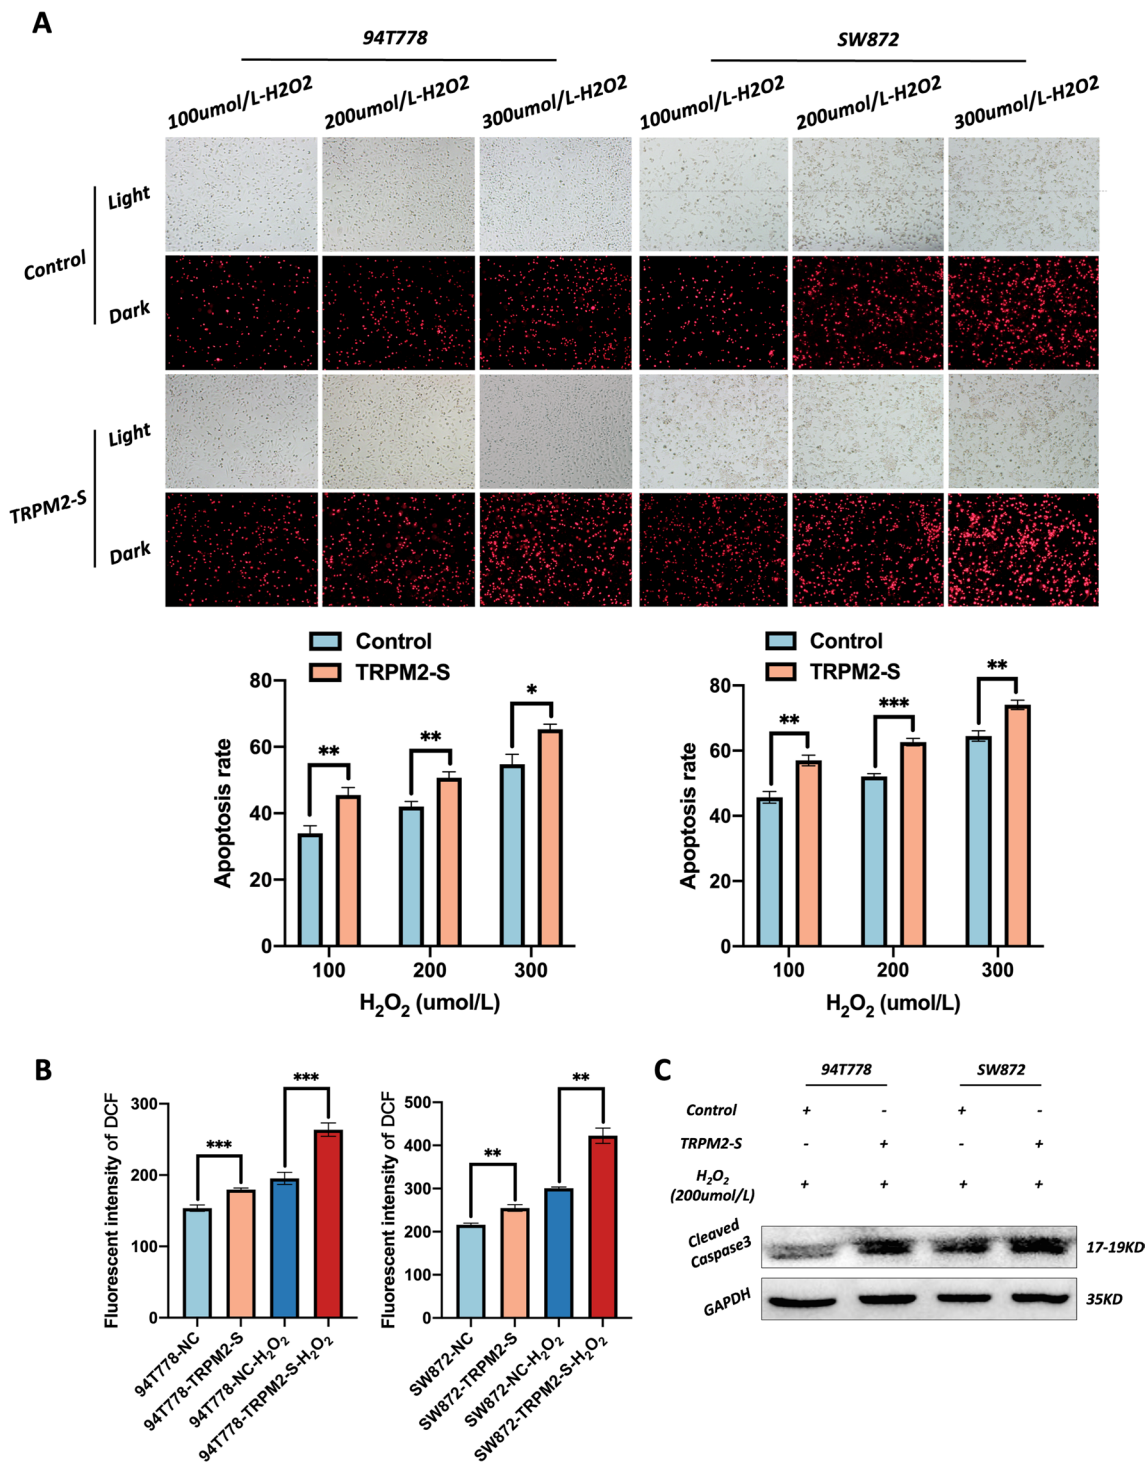 A
94T778
SW872
100umol/L-H2O2
200umol/L-H2O2
300umol/L-H2O2
100umol/L-H2O2
200umol/L-H2O2
300umol/L-H2O2
Control
Light
Dark
TRPM2-S
Light
Dark
Control
TRPM2-S
**
**
*
Apoptosis rate
80
60
40
20
0
100
200
300
H₂O₂ (umol/L)
Control
TRPM2-S
**
***
**
Apoptosis rate
80
60
40
20
0
100
200
300
H₂O₂ (umol/L)
B
***
***
Fluorescent intensity of DCF
300
200
100
0
94T778-NC
94T778-TRPM2-S
94T778-NC-H₂O₂
94T778-TRPM2-S-H₂O₂
**
**
Fluorescent intensity of DCF
500
400
300
200
100
0
SW872-NC
SW872-TRPM2-S
SW872-NC-H₂O₂
SW872-TRPM2-S-H₂O₂
C
94T778
SW872
Control + - + -
TRPM2-S - + - +
H₂O₂
(200umol/L) + + + +
Cleaved
Caspase3
17-19KD
GAPDH
35KD